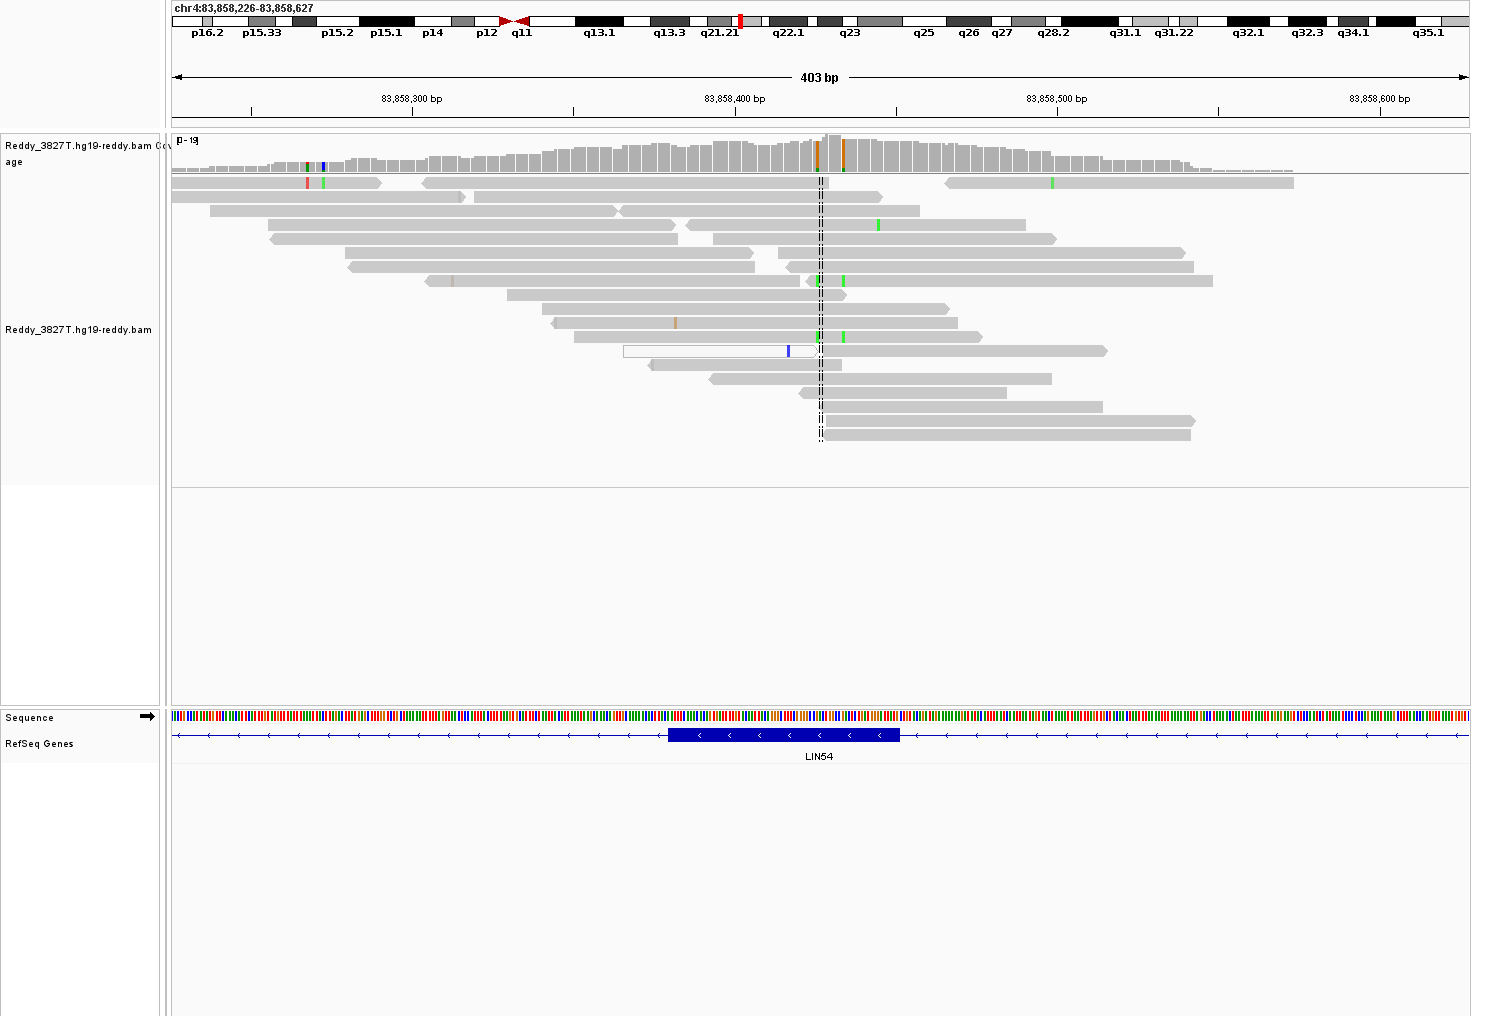 chr4:83,858,226-83,858,627
p16.2 p15.33 p15.2 p15.1 p14 p12 q11 q13.1 q13.3 q21.21 q22.1 q23 q25 q26 q27 q28.2 q31.1 q31.22 q32.1 q32.3 q34.1 q35.1
403 bp
83,858,300 bp 83,858,400 bp 83,858,500 bp 83,858,600 bp
[0 - 19]
Reddy_3827T.hg19-reddy.bam Cov
age
Reddy_3827T.hg19-reddy.bam
Sequence
RefSeq Genes
LIN54